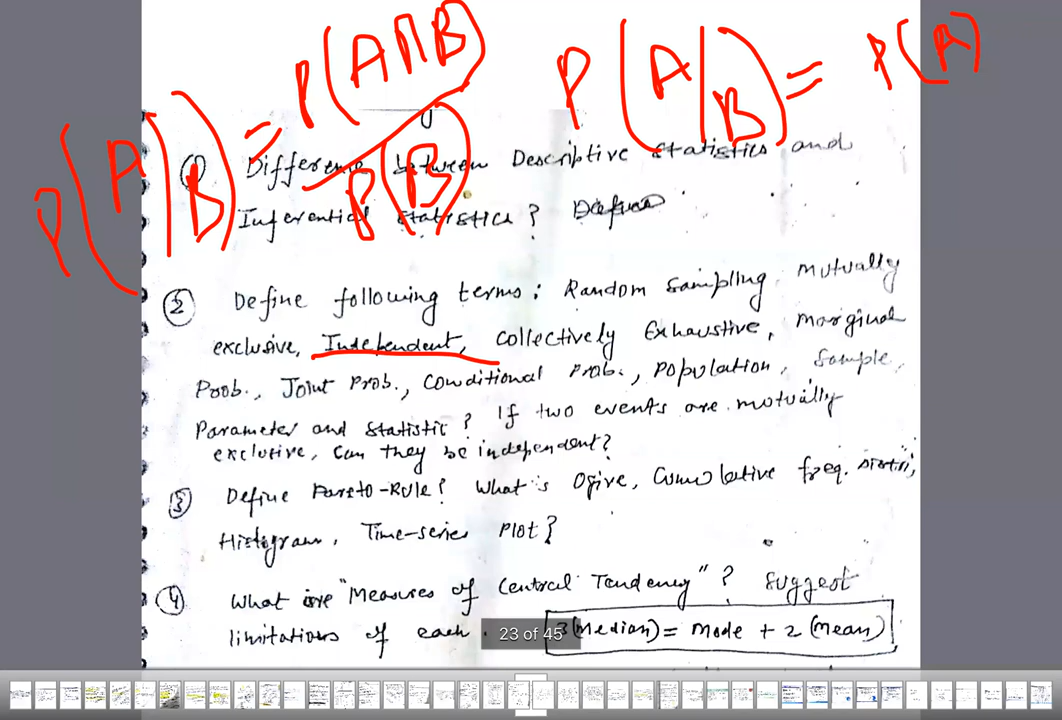 P(A|B) = P(A∩B) / P(B)
P(A|B) = P(A)
(1) Difference between Descriptive Statistics and
Inferential Statistics?
(2) Define following terms: Random Sampling, Mutually
exclusive, Independent, Collectively Exhaustive, Marginal
Prob., Joint Prob., Conditional Prob., Population, Sample,
Parameter and Statistic? If two events are mutually
exclusive, can they be independent?
(3) Define Pareto-Rule? What is Ogive, Cumulative freq.
Histogram, Time-series Plot?
(4) What are "Measures of Central Tendency"? Suggest
limitations of each.
3(Median) = Mode + 2(Mean)
23 of 45